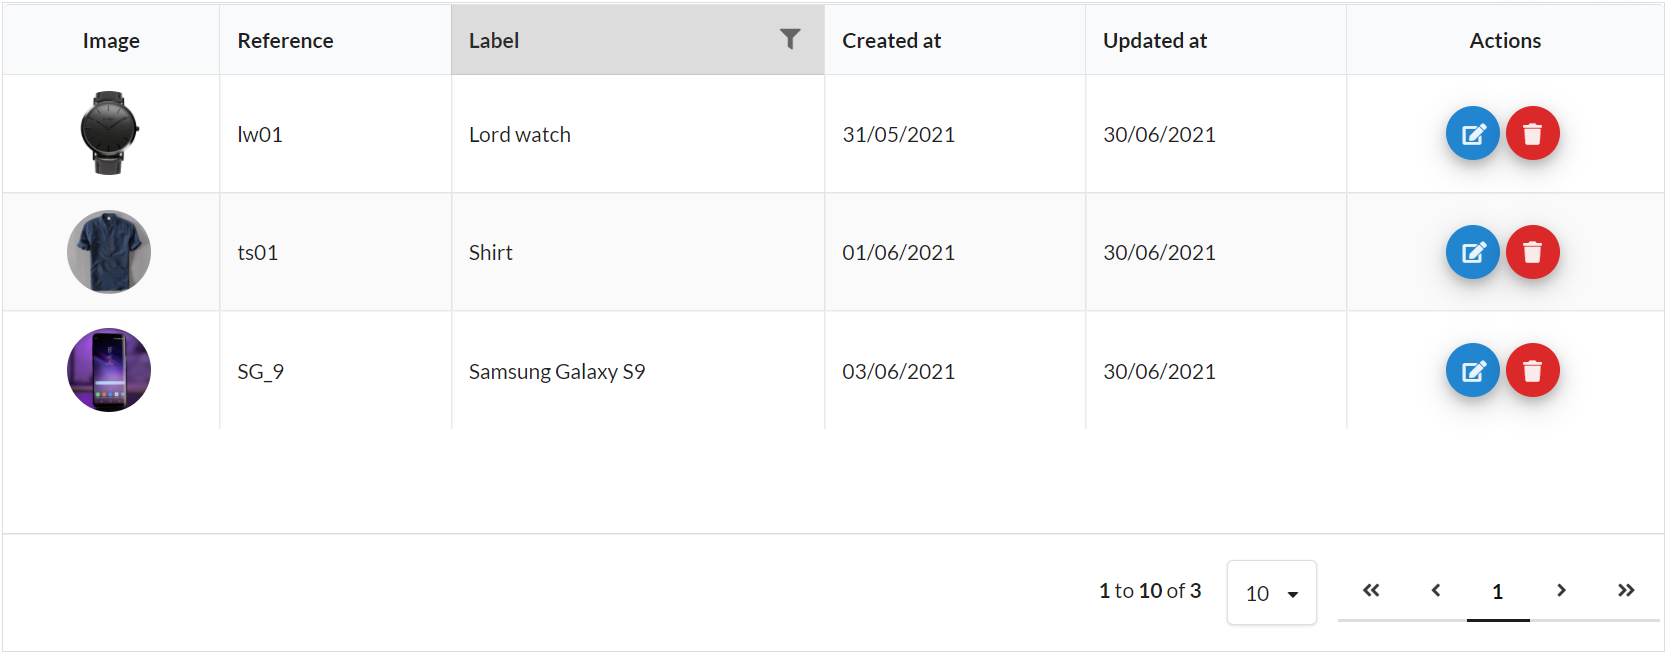 Image Reference Label Created at Updated at Actions
lw01 Lord watch 31/05/2021 30/06/2021
ts01 Shirt 01/06/2021 30/06/2021
SG_9 Samsung Galaxy S9 03/06/2021 30/06/2021
1 to 10 of 3 10 « ‹ 1 › »